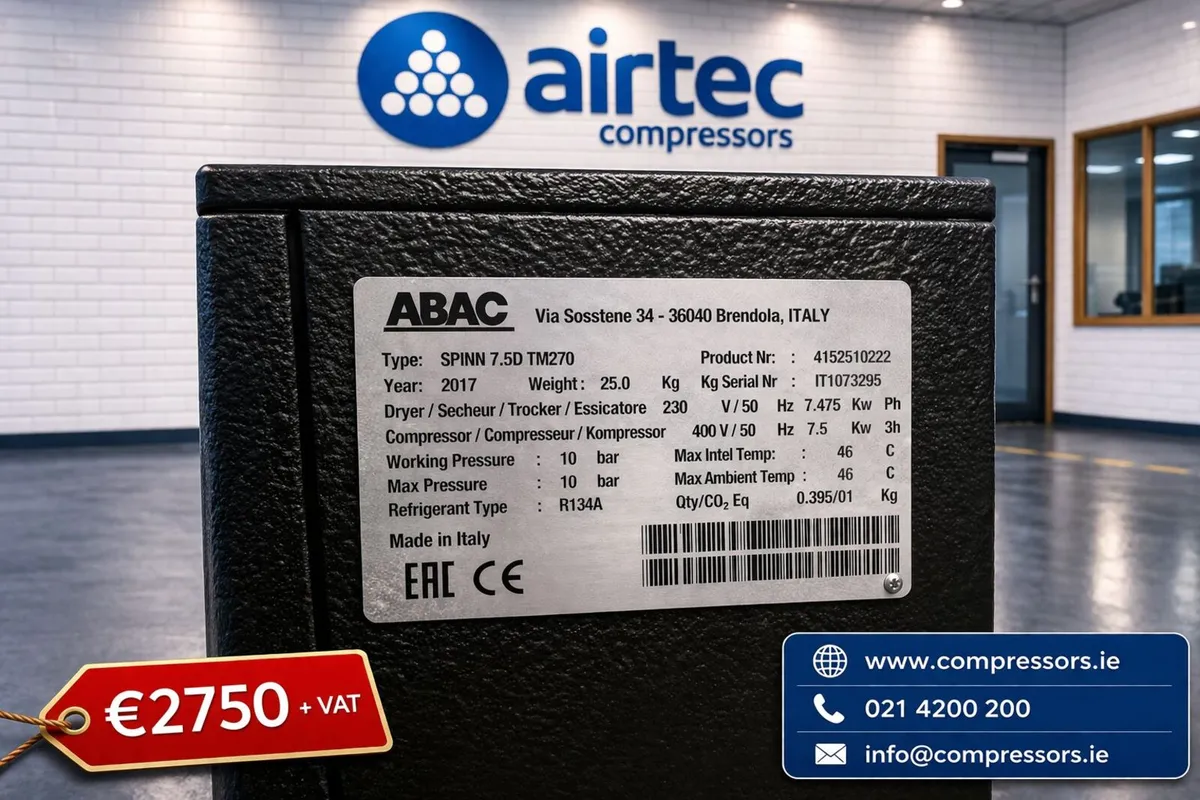 airtec
compressors
ABAC Via Sosstene 34 - 36040 Brendola, ITALY
Type: SPINN 7.5D TM270 Product Nr: : 4152510222
Year: 2017 Weight: 25.0 Kg Kg Serial Nr : IT1073295
Dryer / Secheur / Trocker / Essicatore 230 V / 50 Hz 7.475 Kw Ph
Compressor / Compresseur / Kompressor 400 V / 50 Hz 7.5 Kw 3h
Working Pressure : 10 bar Max Intel Temp: : 46 C
Max Pressure : 10 bar Max Ambient Temp : 46 C
Refrigerant Type : R134A Qty/CO₂ Eq 0.395/01 Kg
Made in Italy
EAC CE
€2750 + VAT
www.compressors.ie
021 4200 200
info@compressors.ie